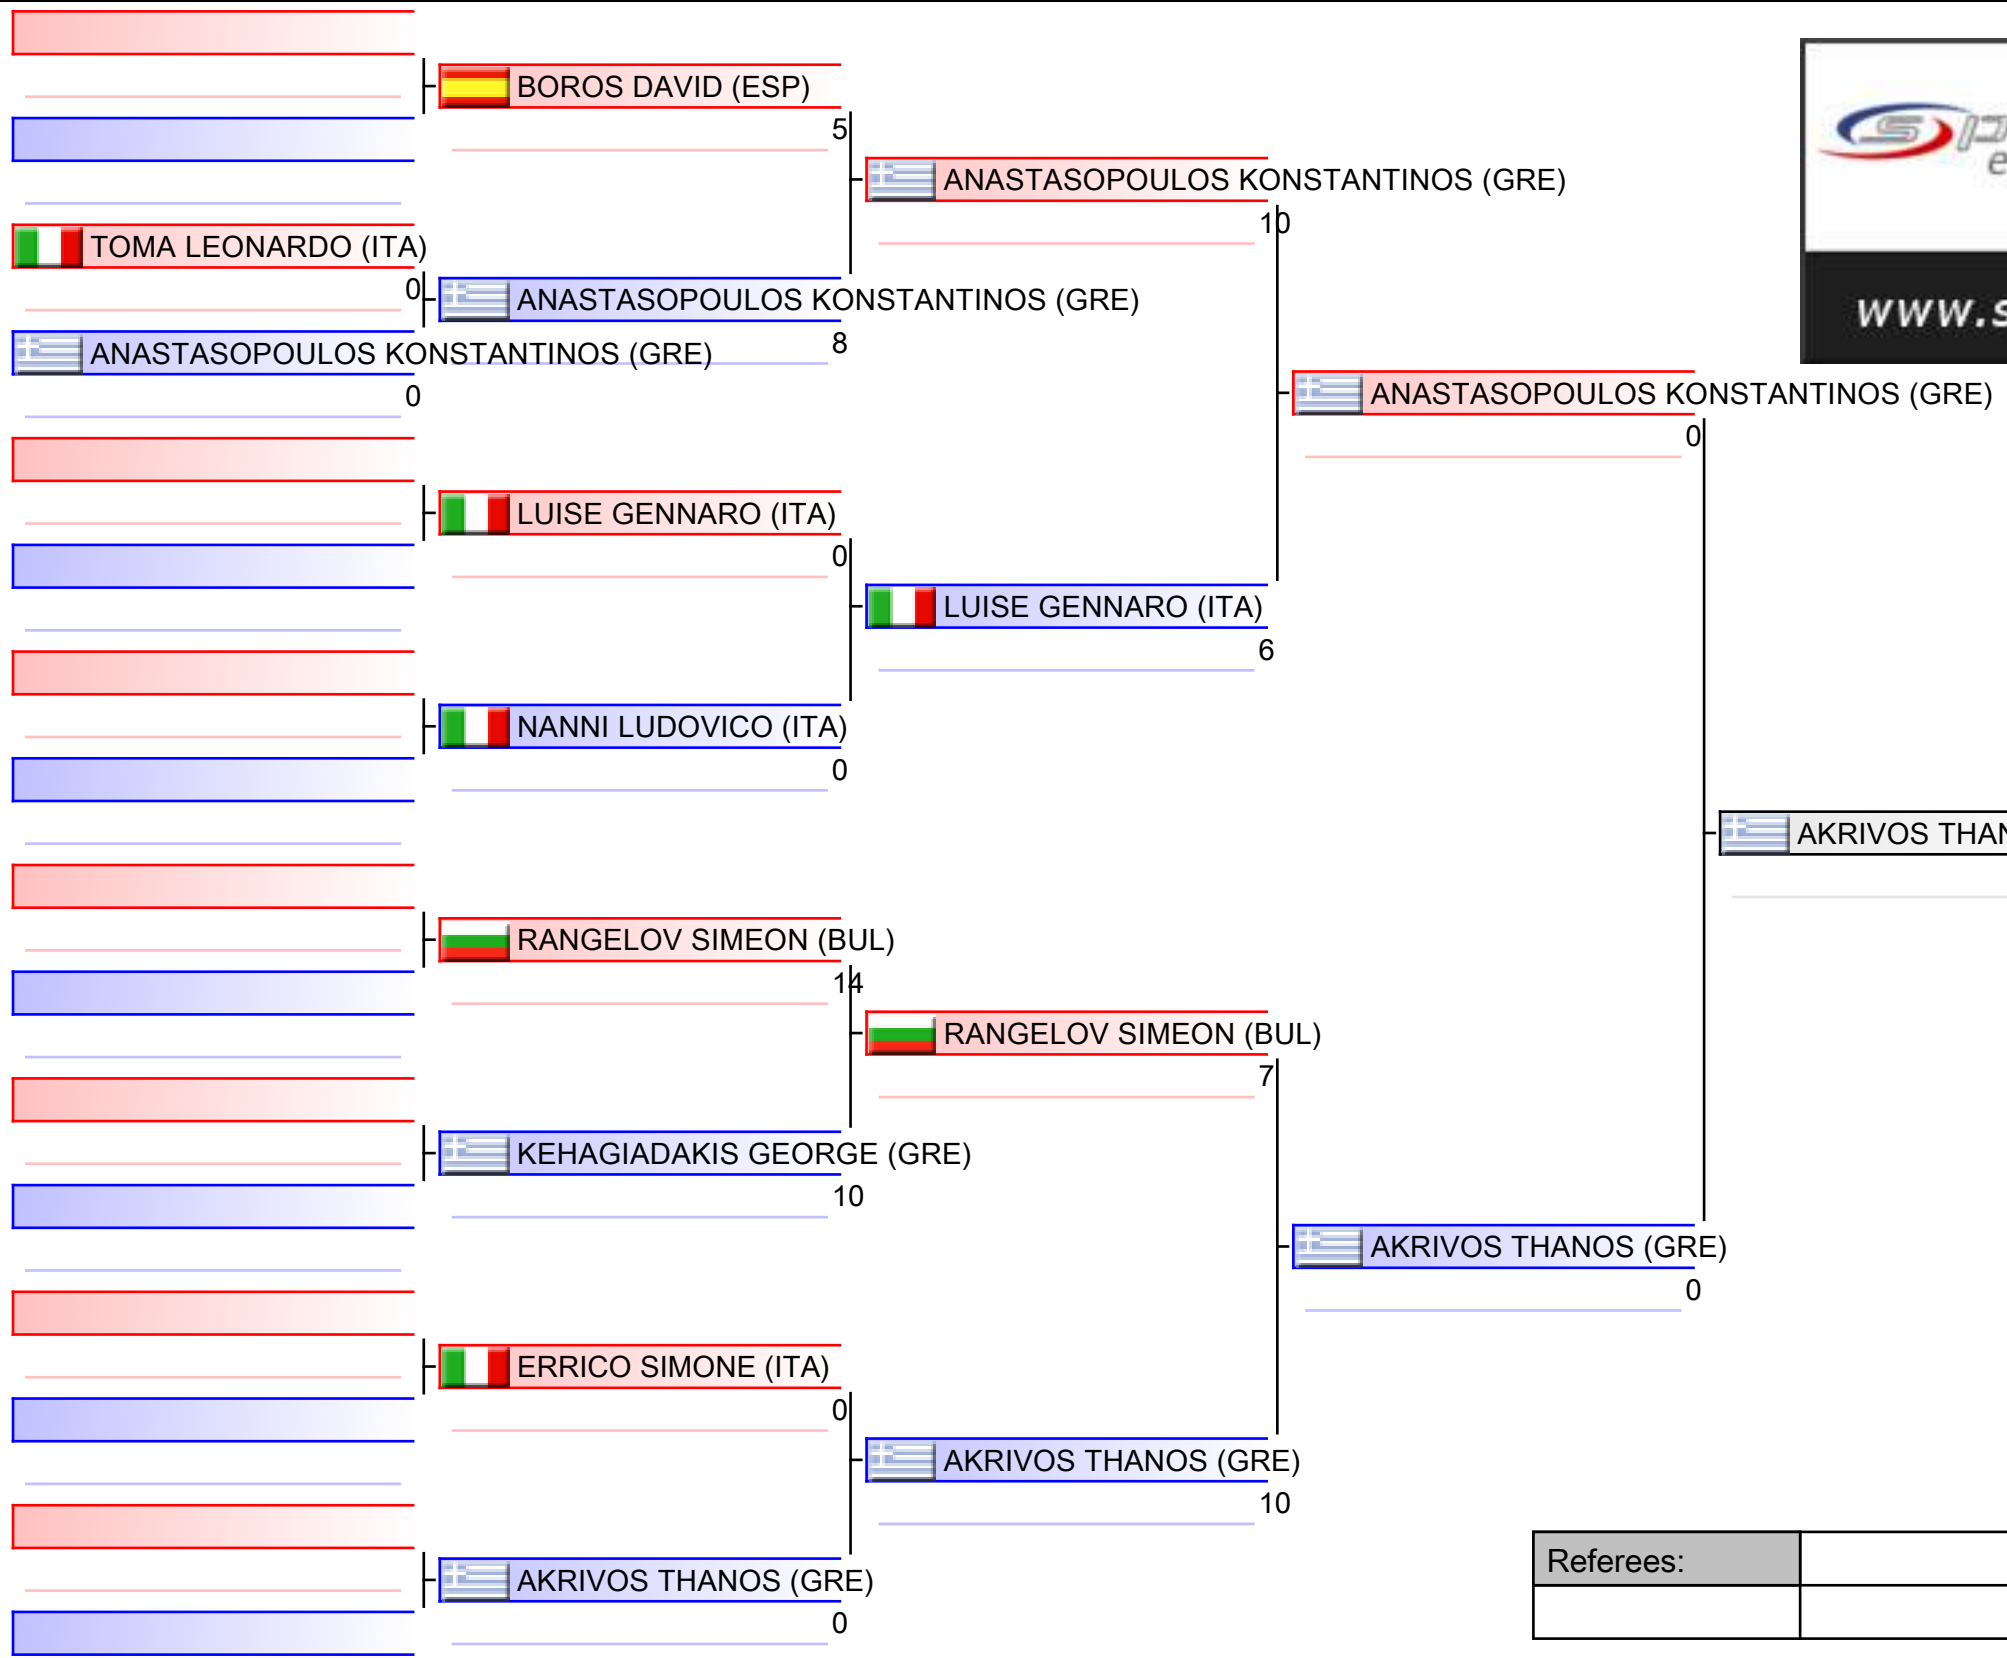 BOROS DAVID (ESP)
5
ANASTASOPOULOS KONSTANTINOS (GRE)
10
TOMA LEONARDO (ITA)
0
ANASTASOPOULOS KONSTANTINOS (GRE)
8
ANASTASOPOULOS KONSTANTINOS (GRE)
0
www.s
ANASTASOPOULOS KONSTANTINOS (GRE)
0
LUISE GENNARO (ITA)
0
LUISE GENNARO (ITA)
6
NANNI LUDOVICO (ITA)
0
AKRIVOS THAN
RANGELOV SIMEON (BUL)
14
RANGELOV SIMEON (BUL)
7
KEHAGIADAKIS GEORGE (GRE)
10
AKRIVOS THANOS (GRE)
0
ERRICO SIMONE (ITA)
0
AKRIVOS THANOS (GRE)
10
AKRIVOS THANOS (GRE)
0
Referees: